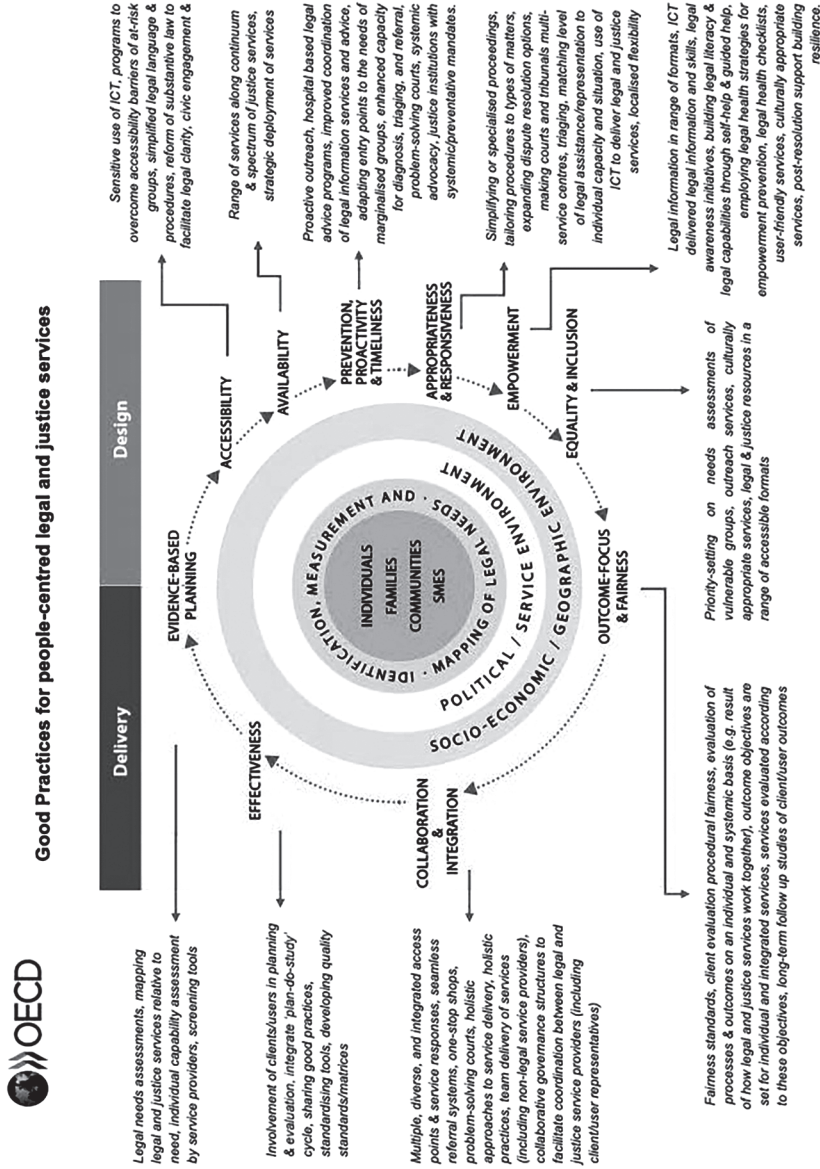 OECD
Good Practices for people-centred legal and justice services
Delivery
Design
Legal needs assessments, mapping
legal and justice services relative to
need, individual capability assessment
by service providers, screening tools
Involvement of clients/users in planning
& evaluation, integrate 'plan-do-study'
cycle, sharing good practices,
standardising tools, developing quality
standards/matrices
Multiple, diverse, and integrated access
points & service responses, seamless
referral systems, one-stop shops,
problem-solving courts, holistic
approaches to service delivery, holistic
practices, team delivery of services
(including non-legal service providers),
collaborative governance structures to
facilitate coordination between legal and
justice service providers (including
client/user representatives)
EVIDENCE-BASED
PLANNING
ACCESSIBILITY
AVAILABILITY
PREVENTION,
PROACTIVITY
& TIMELINESS
APPROPRIATENESS
& RESPONSIVENESS
EMPOWERMENT
EQUALITY & INCLUSION
OUTCOME-FOCUS
& FAIRNESS
COLLABORATION
&
INTEGRATION
EFFECTIVENESS
INDIVIDUALS
FAMILIES
COMMUNITIES
SMES
IDENTIFICATION, MEASUREMENT AND ·
· MAPPING OF LEGAL NEEDS
POLITICAL / SERVICE ENVIRONMENT
SOCIO-ECONOMIC / GEOGRAPHIC ENVIRONMENT
Sensitive use of ICT, programs to
overcome accessibility barriers of at-risk
groups, simplified legal language &
procedures, reform of substantive law to
facilitate legal clarity, civic engagement &
Range of services along continuum
& spectrum of justice services,
strategic deployment of services
Proactive outreach, hospital based legal
advice programs, improved coordination
of legal information services and advice,
adapting entry points to the needs of
marginalised groups, enhanced capacity
for diagnosis, triaging, and referral,
problem-solving courts, systemic
advocacy, justice institutions with
systemic/preventative mandates.
Simplifying or specialised proceedings,
tailoring procedures to types of matters,
expanding dispute resolution options,
making courts and tribunals multi-
service centres, triaging, matching level
of legal assistance/representation to
individual capacity and situation, use of
ICT to deliver legal and justice
services, localised flexibility
Legal information in range of formats, ICT
delivered legal information and skills, legal
awareness initiatives, building legal literacy &
legal capabilities through self-help & guided help,
employing legal health strategies for
empowerment prevention, legal health checklists,
user-friendly services, culturally appropriate
services, post-resolution support building
resilience.
Priority-setting on needs assessments of
vulnerable groups, outreach services, culturally
appropriate services, legal & justice resources in a
range of accessible formats
Fairness standards, client evaluation procedural fairness, evaluation of
processes & outcomes on an individual and systemic basis (e.g. result
of how legal and justice services work together), outcome objectives are
set for individual and integrated services, services evaluated according
to these objectives, long-term follow up studies of client/user outcomes